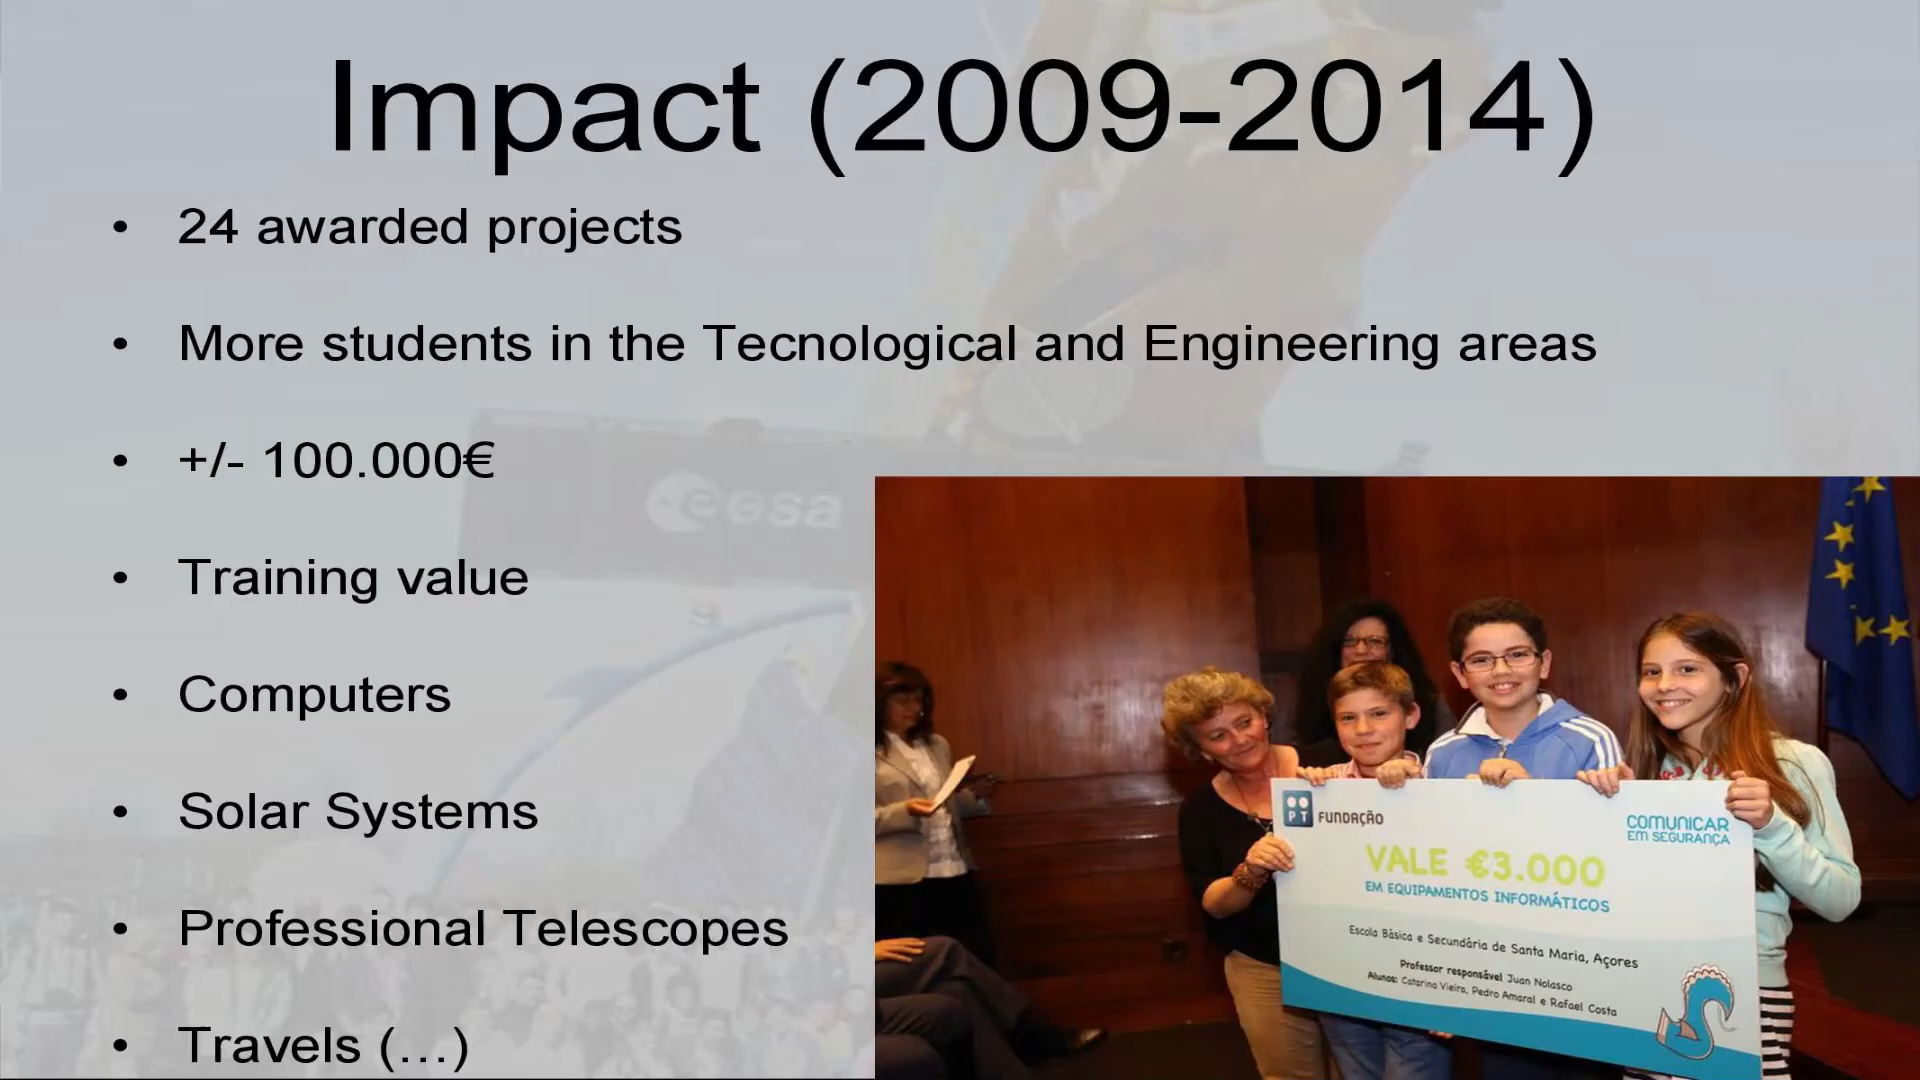 Impact (2009-2014)
• 24 awarded projects
• More students in the Tecnological and Engineering areas
• +/- 100.000€
• Training value
• Computers
• Solar Systems
• Professional Telescopes
• Travels (…)
esa
PT FUNDAÇÃO
COMUNICAR
EM SEGURANÇA
VALE €3.000
EM EQUIPAMENTOS INFORMÁTICOS
Escola Básica e Secundária de Santa Maria, Açores
Professor responsável Juan Nolasco
Alunos: Catarina Vieira, Pedro Amaral e Rafael Costa